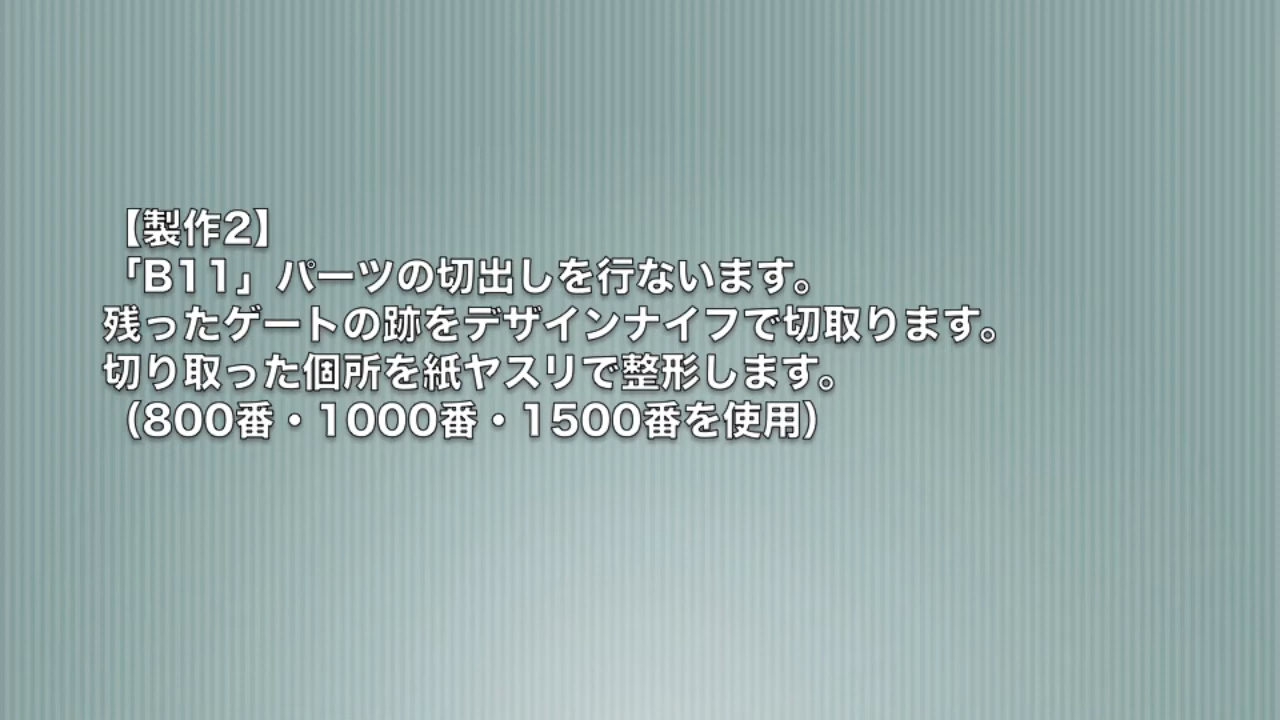 【製作2】
「B11」パーツの切出しを行ないます。
残ったゲートの跡をデザインナイフで切取ります。
切り取った個所を紙ヤスリで整形します。
（800番・1000番・1500番を使用）